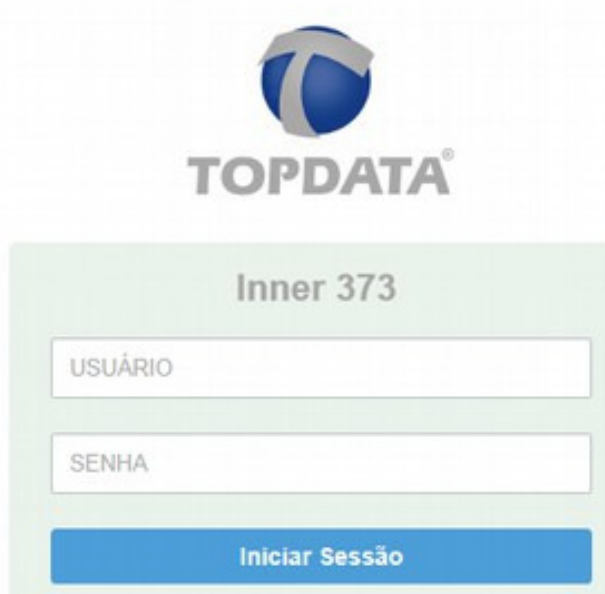 TOPDATA®
Inner 373
USUÁRIO
SENHA
Iniciar Sessão